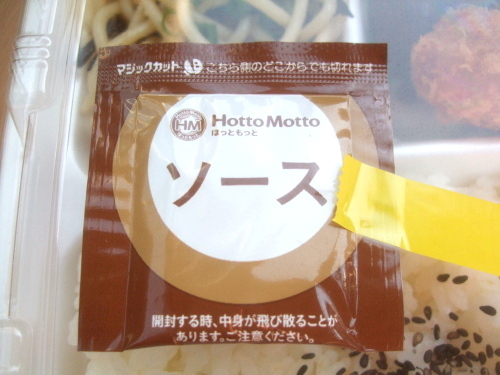 マジックカット こちら側のどこからでも切れます
HM
Hotto Motto
ほっともっと
ソース
開封する時、中身が飛び散ることが
あります。ご注意ください。